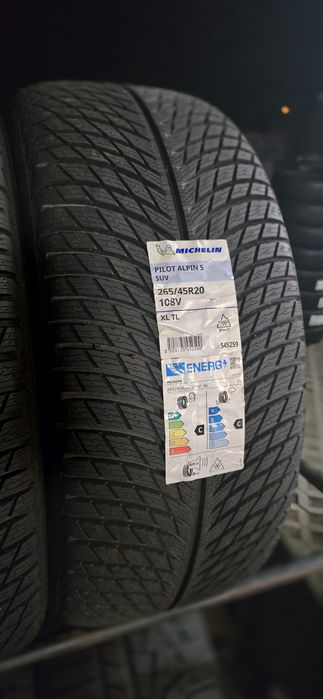 MICHELIN
PILOT ALPIN 5
SUV
265/45R20
108V
XL TL
545259
ENERG
C
C